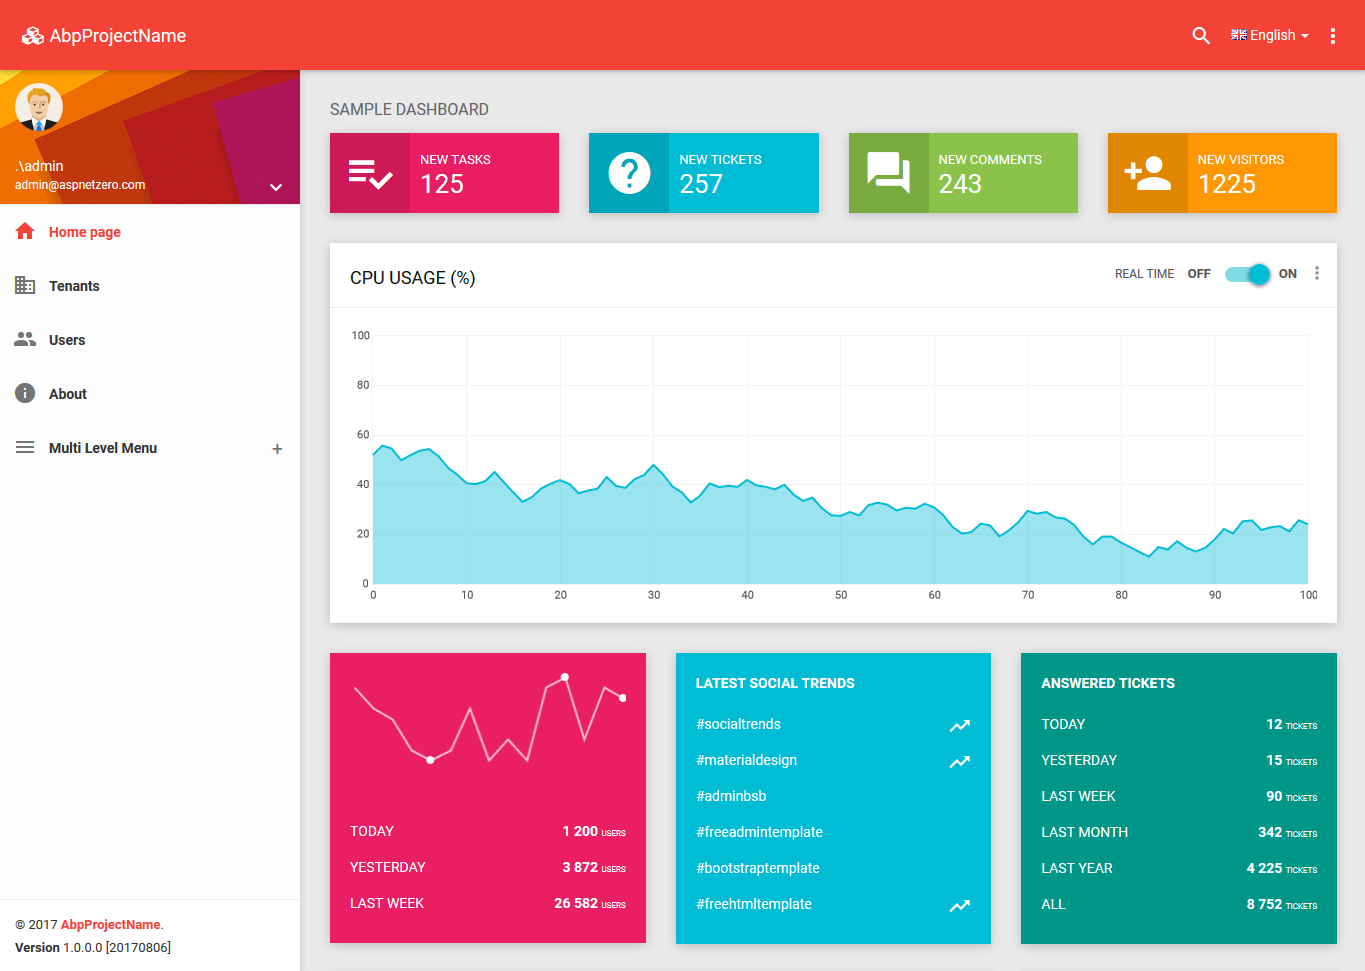 AbpProjectName
English
.\admin
admin@aspnetzero.com
Home page
Tenants
Users
About
Multi Level Menu
+
© 2017 AbpProjectName.
Version 1.0.0.0 [20170806]
SAMPLE DASHBOARD
NEW TASKS
125
NEW TICKETS
257
NEW COMMENTS
243
NEW VISITORS
1225
CPU USAGE (%)
REAL TIME OFF ON
100
80
60
40
20
0
0 10 20 30 40 50 60 70 80 90 100
TODAY 1 200 USERS
YESTERDAY 3 872 USERS
LAST WEEK 26 582 USERS
LATEST SOCIAL TRENDS
#socialtrends
#materialdesign
#adminbsb
#freeadmintemplate
#bootstraptemplate
#freehtmltemplate
ANSWERED TICKETS
TODAY 12 TICKETS
YESTERDAY 15 TICKETS
LAST WEEK 90 TICKETS
LAST MONTH 342 TICKETS
LAST YEAR 4 225 TICKETS
ALL 8 752 TICKETS